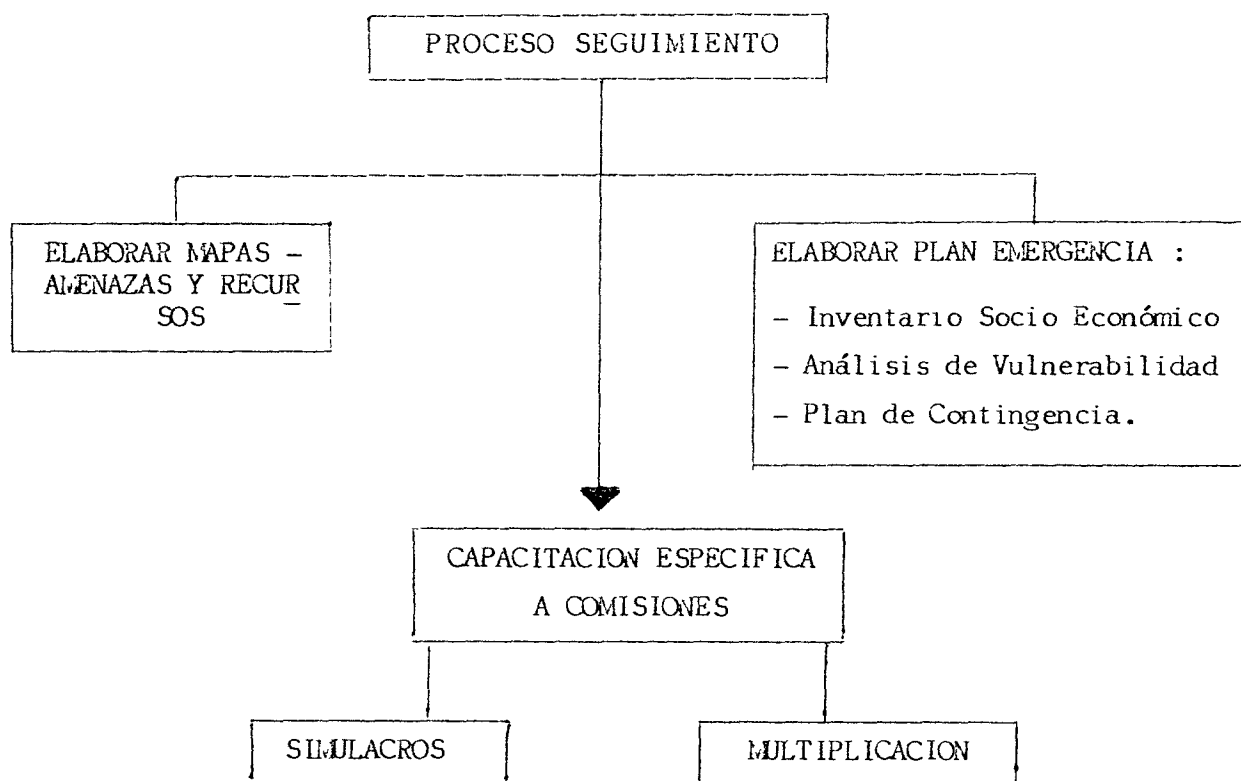 PROCESO SEGUIMIENTO
ELABORAR MAPAS –
AMENAZAS Y RECUR
SOS
ELABORAR PLAN EMERGENCIA :
– Inventario Socio Económico
– Análisis de Vulnerabilidad
– Plan de Contingencia.
CAPACITACION ESPECIFICA
A COMISIONES
SIMULACROS
MULTIPLICACION